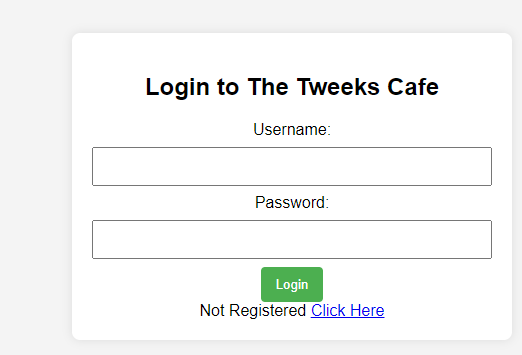 Login to The Tweeks Cafe
Username:
Password:
Login
Not Registered Click Here